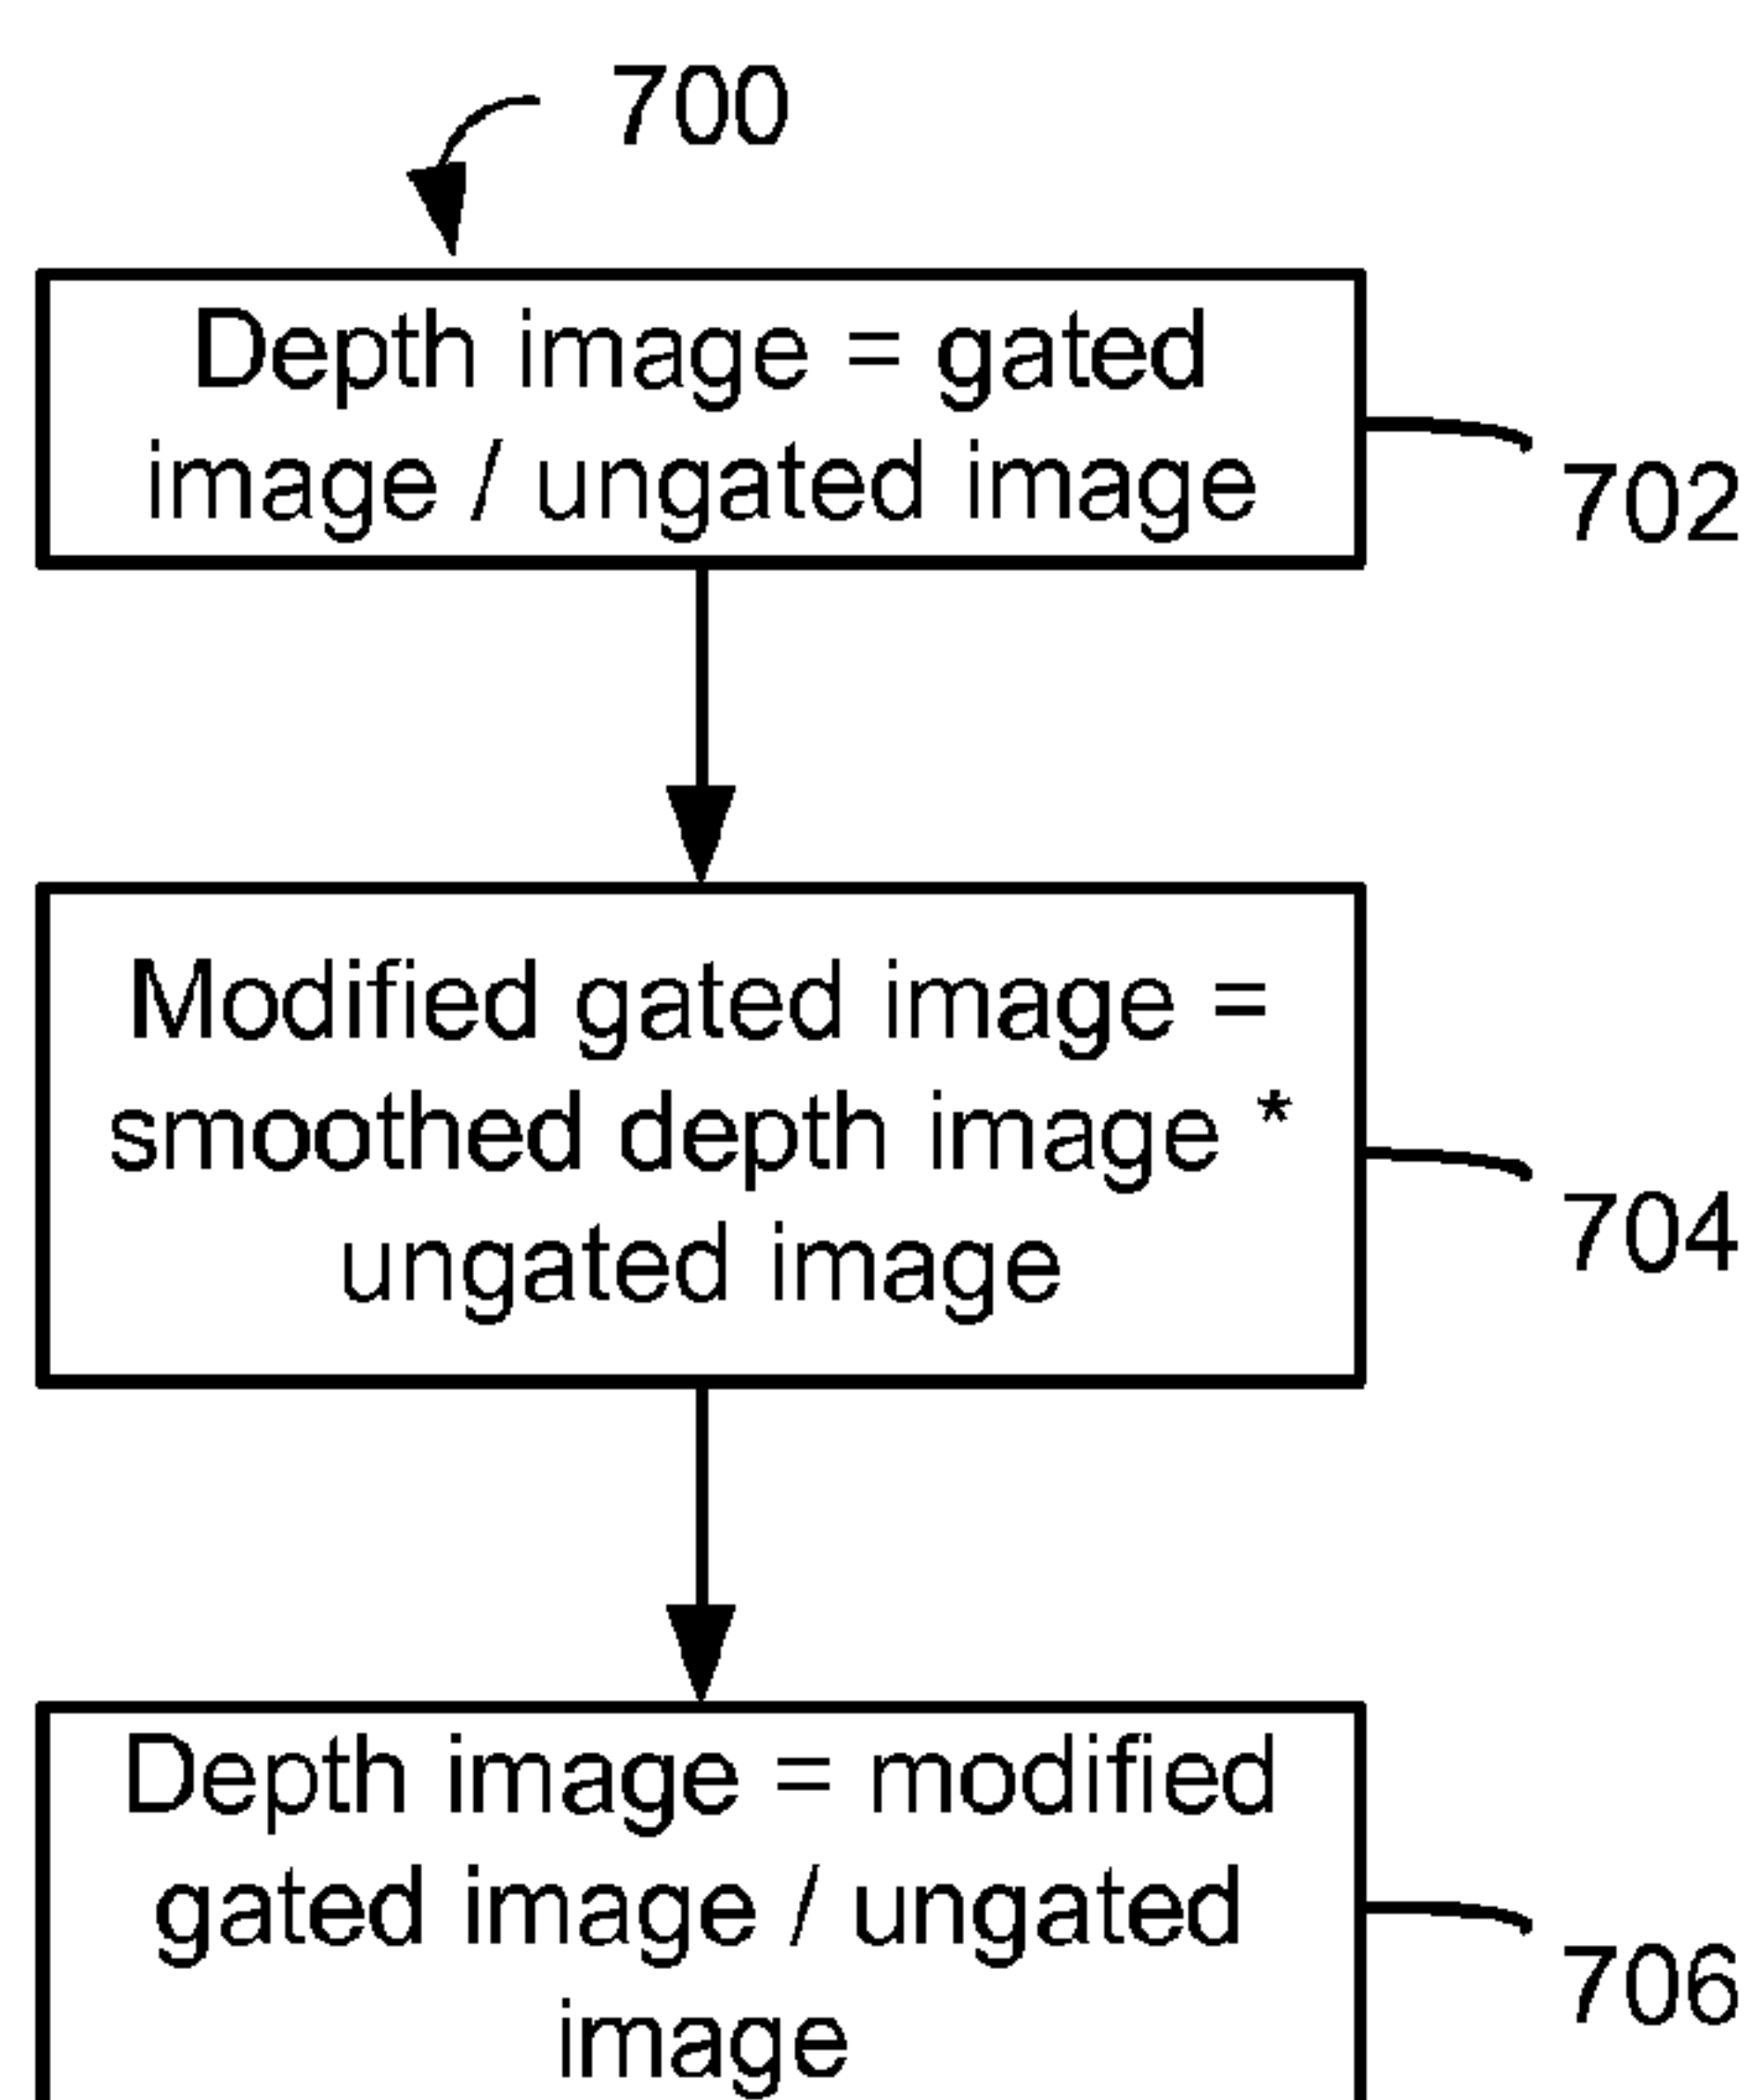 700
Depth image = gated
image / ungated image
702
Modified gated image =
smoothed depth image *
ungated image
704
Depth image = modified
gated image / ungated
image
706